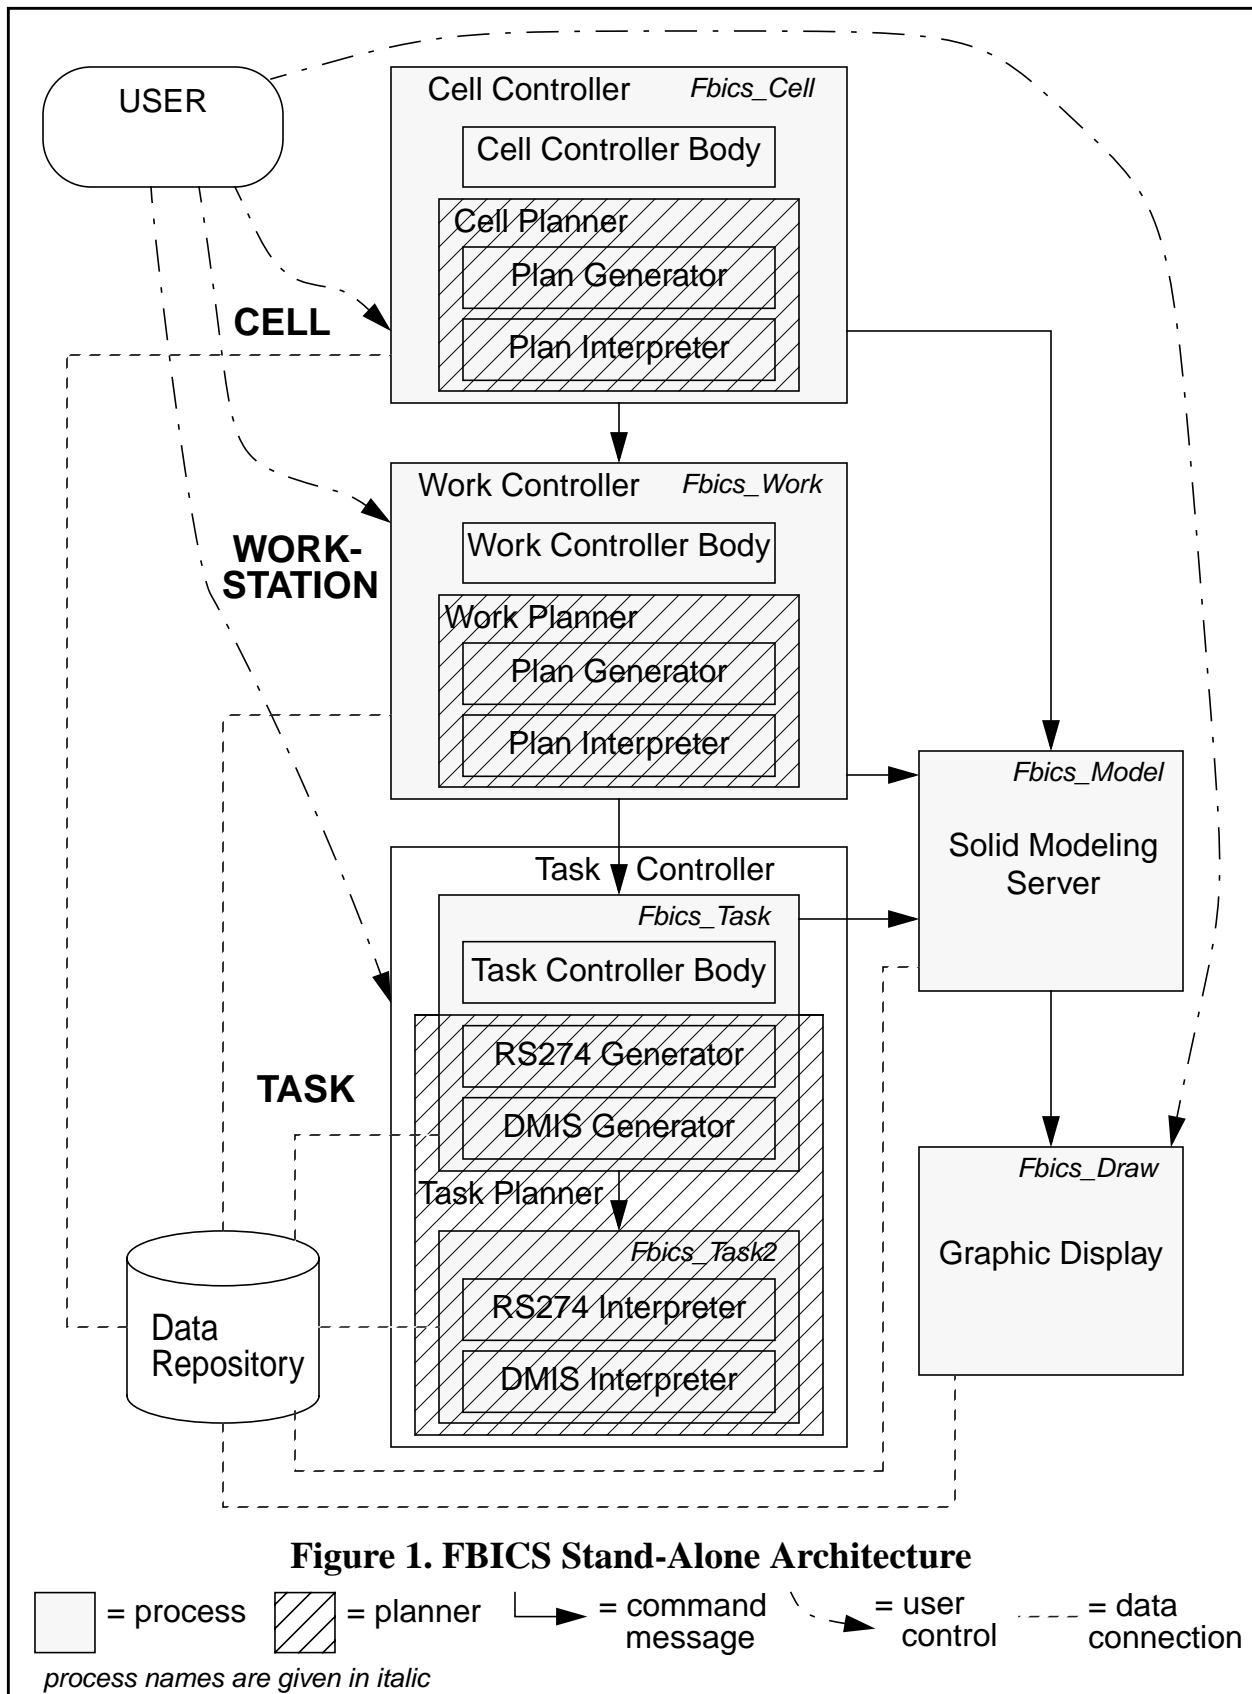 USER
Cell Controller Fbics_Cell
Cell Controller Body
Cell Planner
Plan Generator
CELL
Plan Interpreter
Work Controller Fbics_Work
WORK-
STATION
Work Controller Body
Work Planner
Plan Generator
Plan Interpreter
Fbics_Model
Solid Modeling
Server
Task Controller
Fbics_Task
Task Controller Body
RS274 Generator
TASK
DMIS Generator
Task Planner
Fbics_Draw
Graphic Display
Fbics_Task2
RS274 Interpreter
DMIS Interpreter
Data
Repository
Figure 1. FBICS Stand-Alone Architecture
= process
= planner
= command
message
= user
control
= data
connection
process names are given in italic